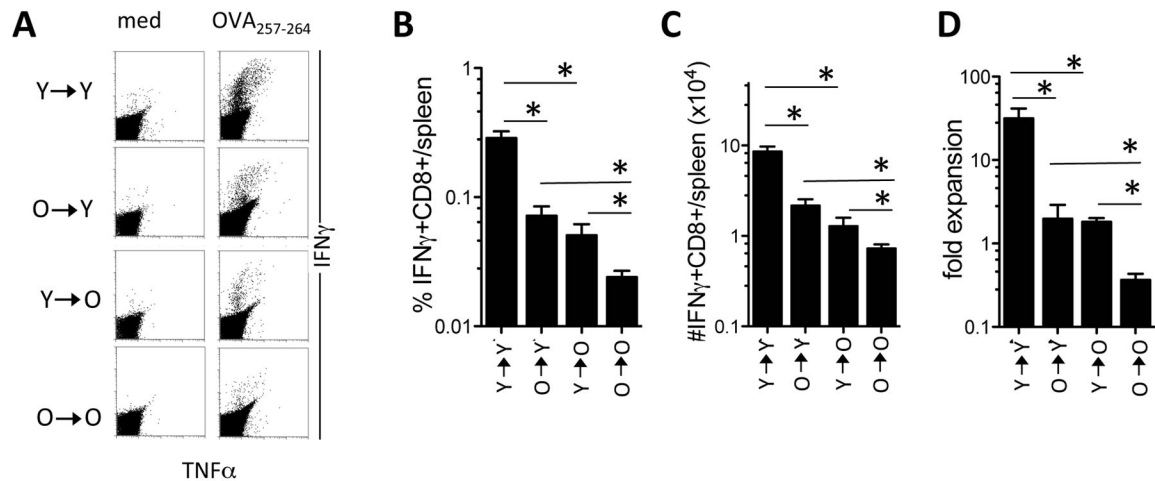 A
med OVA257-264
Y→Y
O→Y
Y→O
O→O
IFNγ
TNFα
B
% IFNγ+CD8+/spleen
1
0.1
0.01
*
*
*
*
Y→Y
O→Y
Y→O
O→O
C
#IFNγ+CD8+/spleen (x10⁴)
10
1
0.1
*
*
*
*
Y→Y
O→Y
Y→O
O→O
D
fold expansion
100
10
1
0.1
*
*
*
*
Y→Y
O→Y
Y→O
O→O